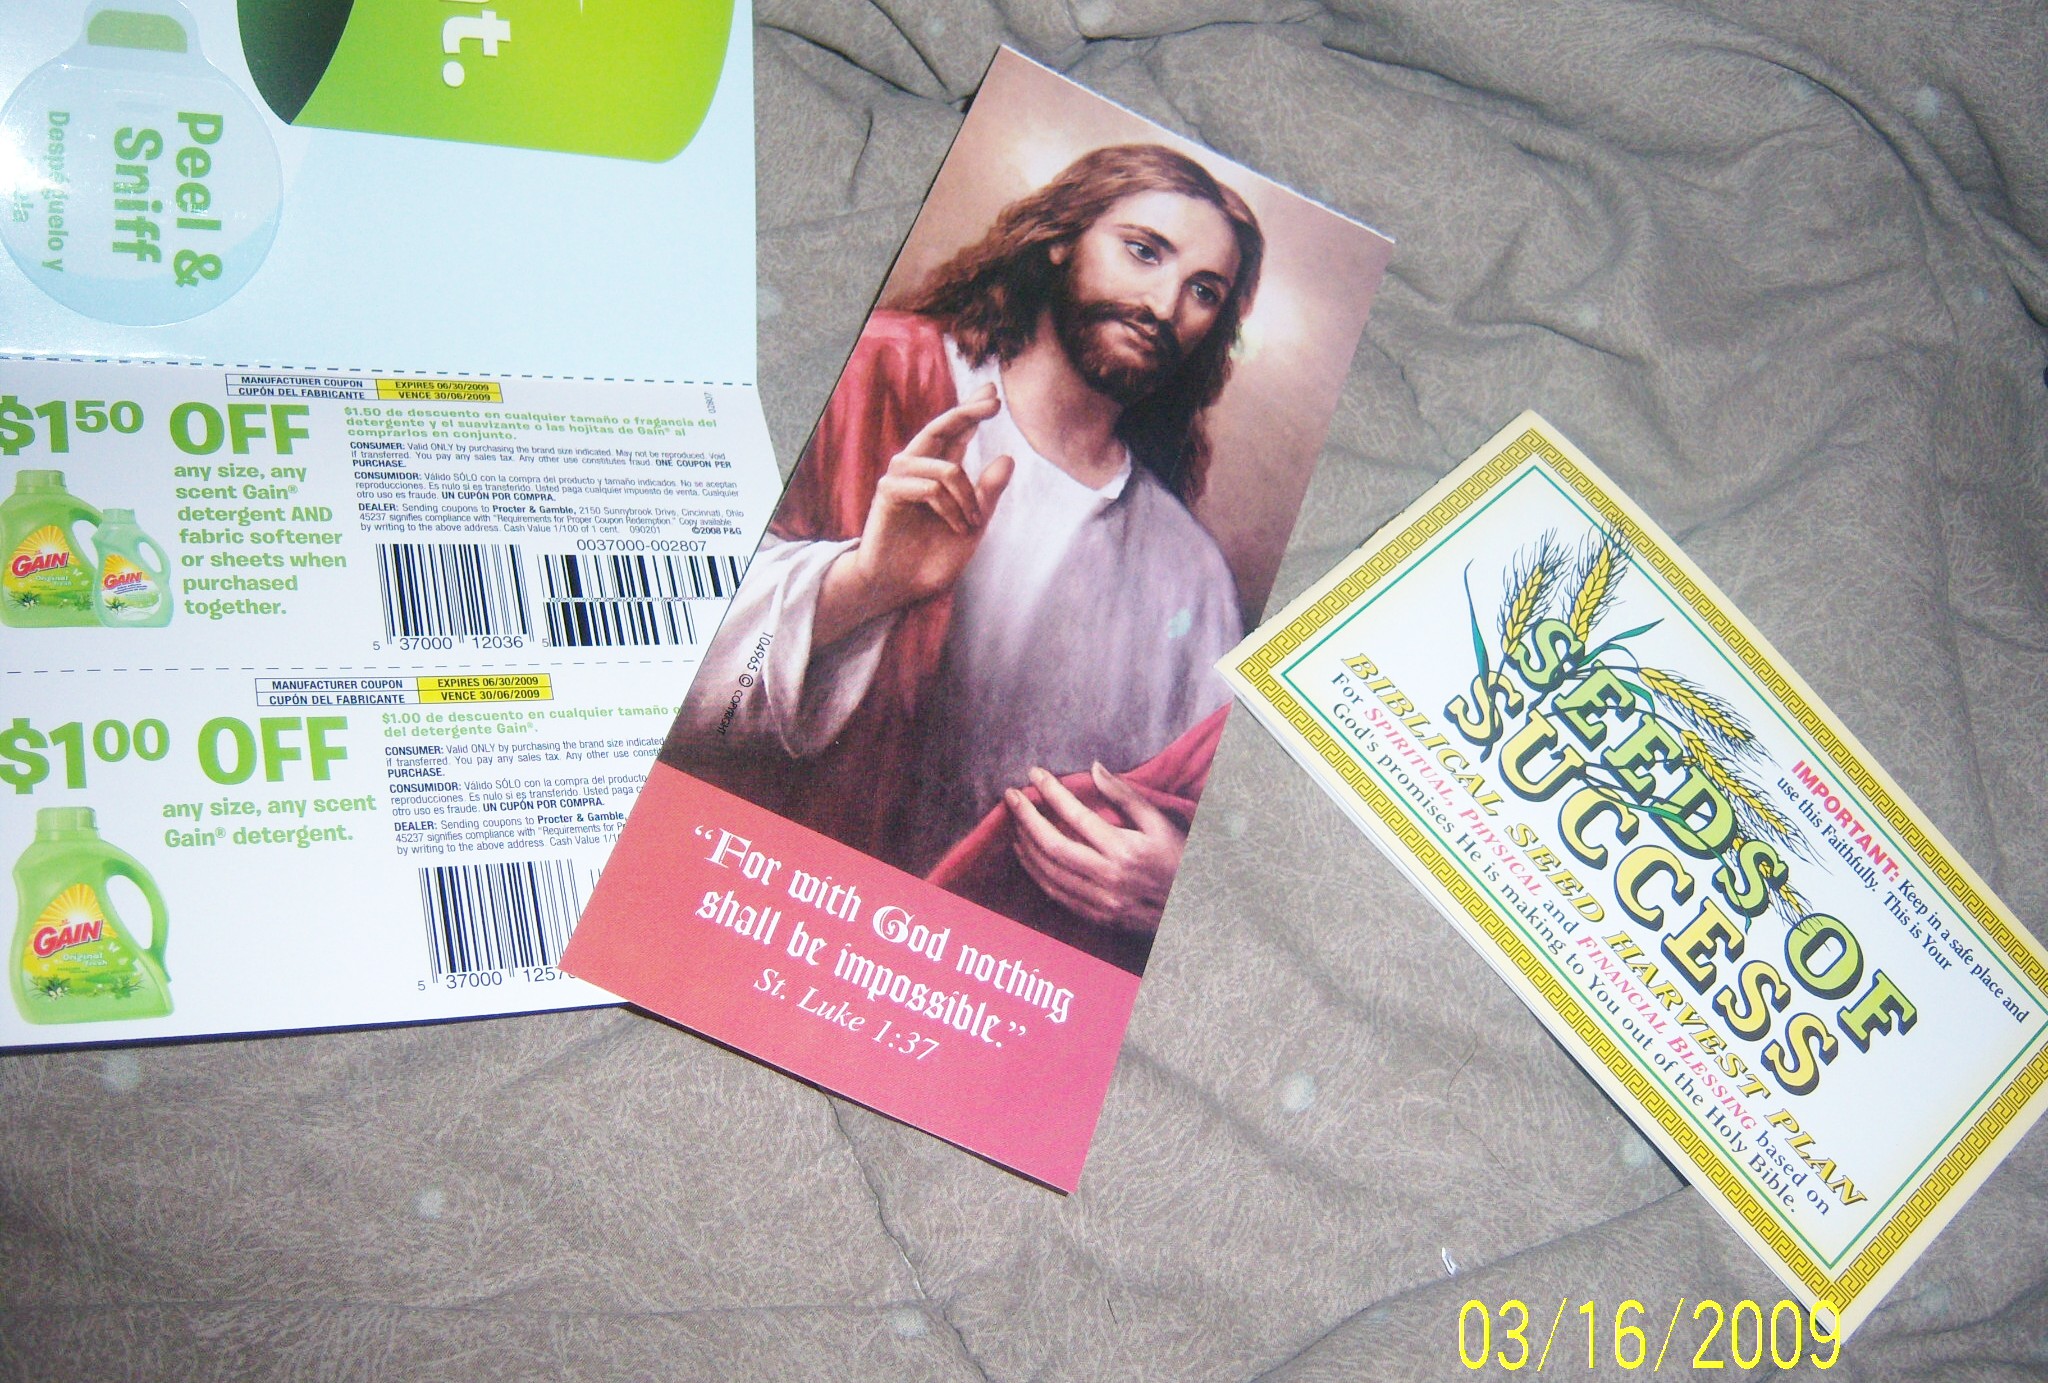 nt.
Peel &
Sniff
Despéguelo y
MANUFACTURER COUPON EXPIRES 06/30/2009
CUPÓN DEL FABRICANTE VENCE 30/06/2009
$1.50 de descuento en cualquier tamaño o fragancia del
detergente y el suavizante o las hojitas de Gain® al
comprarlos en conjunto.
$150 OFF
any size, any
scent Gain®
detergent AND
fabric softener
or sheets when
purchased
together.
GAIN
Original
fresh
GAIN
CONSUMER: Valid ONLY by purchasing the brand size indicated. May not be reproduced. Void
if transferred. You pay any sales tax. Any other use constitutes fraud. ONE COUPON PER
PURCHASE.
CONSUMIDOR: Válido SÓLO con la compra del producto y tamaño indicados. No se aceptan
reproducciones. Es nulo si es transferido. Usted paga cualquier impuesto de venta. Cualquier
otro uso es fraude. UN CUPÓN POR COMPRA.
DEALER: Sending coupons to Procter & Gamble, 2150 Sunnybrook Drive, Cincinnati, Ohio
45237 signifies compliance with "Requirements for Proper Coupon Redemption." Copy available
by writing to the above address. Cash Value 1/100 of 1 cent. 090201 ©2008 P&G
0037000-002807
5 37000 12036 5
MANUFACTURER COUPON EXPIRES 06/30/2009
CUPÓN DEL FABRICANTE VENCE 30/06/2009
$1.00 de descuento en cualquier tamaño o
del detergente Gain®.
$100 OFF
any size, any scent
Gain® detergent.
GAIN
Original
fresh
CONSUMER: Valid ONLY by purchasing the brand size indicated
if transferred. You pay any sales tax. Any other use
PURCHASE.
CONSUMIDOR: Válido SÓLO con la compra del producto
reproducciones. Es nulo si es transferido. Usted paga
otro uso es fraude. UN CUPÓN POR COMPRA.
DEALER: Sending coupons to Procter & Gamble,
45237 signifies compliance with "Requirements for
by writing to the above address. Cash Value
5 37000 1257
104965 © COPYRIGHT
“For with God nothing
shall be impossible.”
St. Luke 1:37
IMPORTANT: Keep in a safe place and
use this Faithfully. This is Your
SEEDS OF
SUCCESS
BIBLICAL SEED HARVEST PLAN
For SPIRITUAL, PHYSICAL and FINANCIAL BLESSING based on
God's promises He is making to You out of the Holy Bible.
03/16/2009